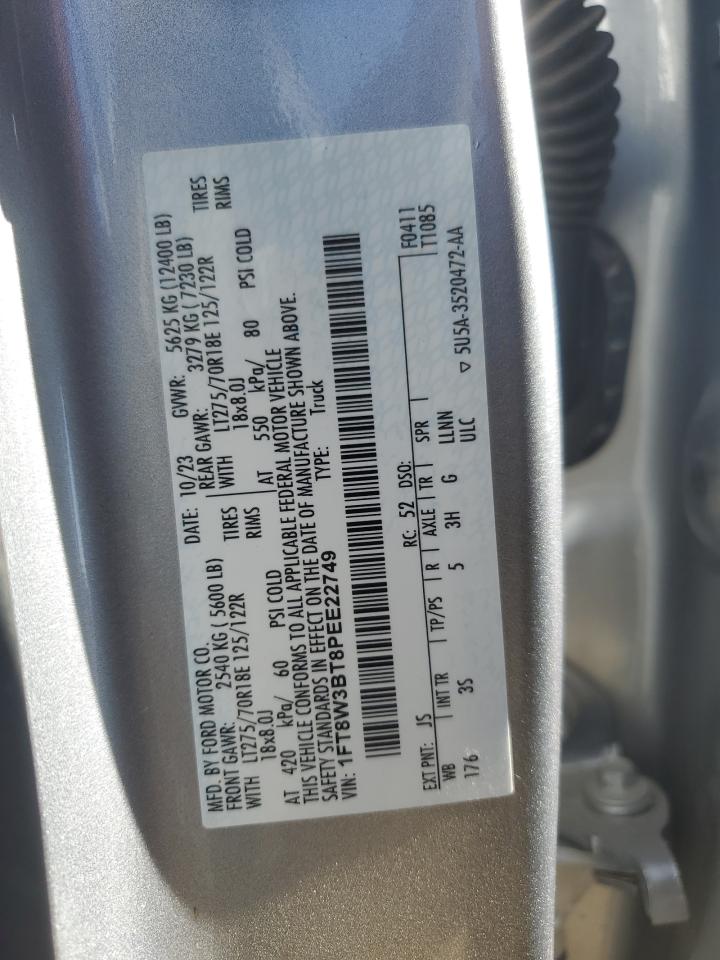 MFD. BY FORD MOTOR CO.
DATE: 10/23 GVWR: 5625 KG (12400 LB)
FRONT GAWR: 2540 KG ( 5600 LB) REAR GAWR: 3279 KG ( 7230 LB)
WITH LT275/70R18E 125/122R TIRES WITH LT275/70R18E 125/122R TIRES
18x8.0J RIMS 18x8.0J RIMS
AT 420 kPa/ 60 PSI COLD AT 550 kPa/ 80 PSI COLD
THIS VEHICLE CONFORMS TO ALL APPLICABLE FEDERAL MOTOR VEHICLE
SAFETY STANDARDS IN EFFECT ON THE DATE OF MANUFACTURE SHOWN ABOVE.
VIN: 1FT8W3BT8PEE22749 TYPE: Truck
F0411
T1085
EXT PNT: JS RC: 52 DSO:
WB INT TR TP/PS R AXLE TR SPR
176 3S 5 3H G LLNN
ULC
▽ 5U5A-3520472-AA